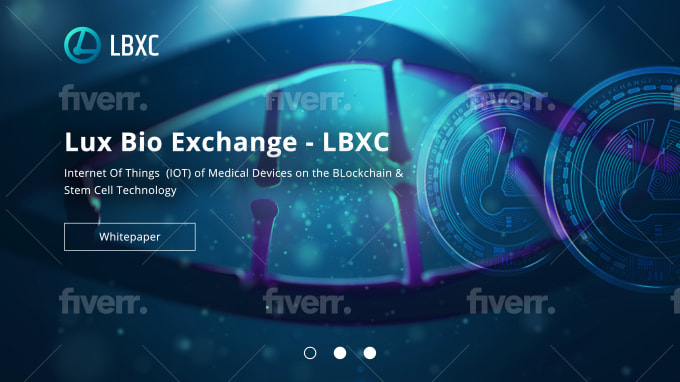 LBXC
fiverr. fiverr. fiverr.
Lux Bio Exchange - LBXC
Internet Of Things (IOT) of Medical Devices on the BLockchain &
Stem Cell Technology
Whitepaper
fiverr. fiverr. fiverr.